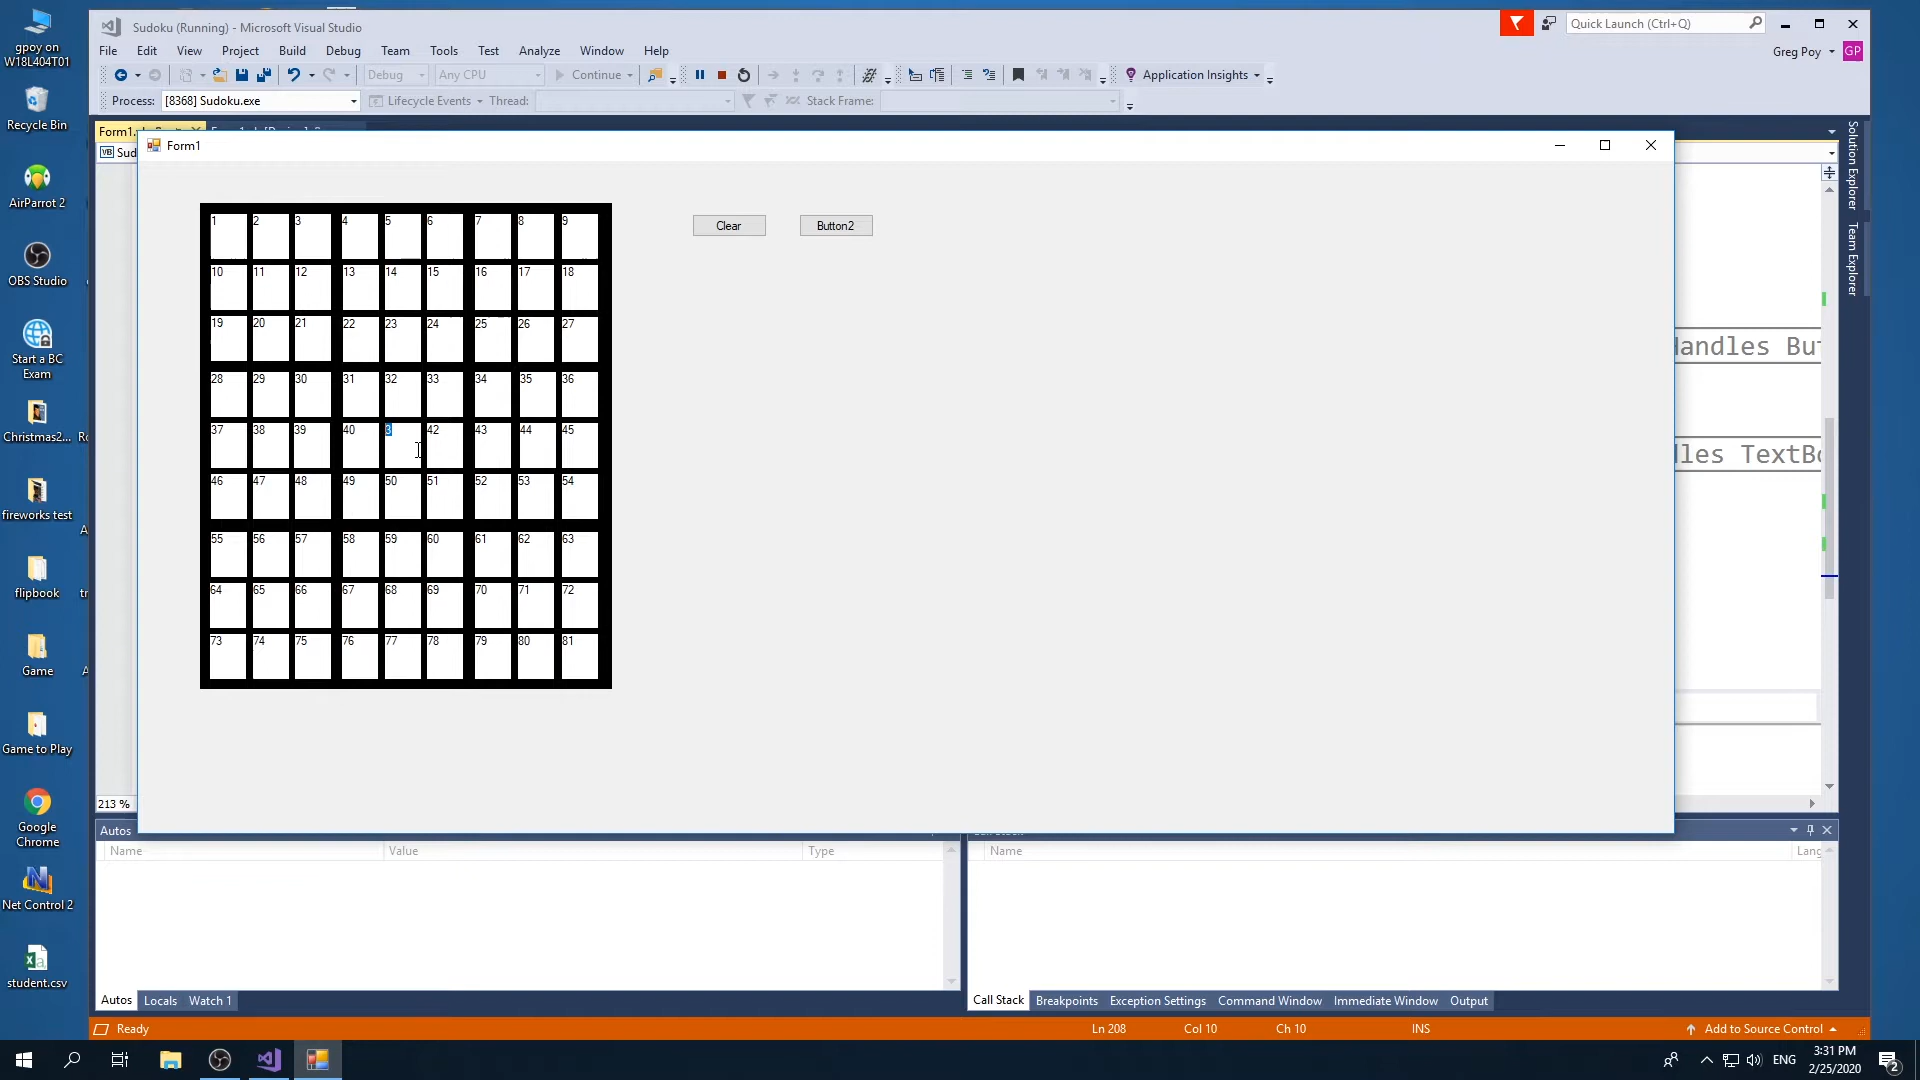 Sudoku (Running) - Microsoft Visual Studio
Quick Launch (Ctrl+Q)
File Edit View Project Build Debug Team Tools Test Analyze Window Help
Greg Poy GP
Debug Any CPU Continue Application Insights
Process: [8368] Sudoku.exe Lifecycle Events Thread: Stack Frame:
Form1.
VB Sud
Form1
Clear Button2
1 2 3 4 5 6 7 8 9
10 11 12 13 14 15 16 17 18
19 20 21 22 23 24 25 26 27
28 29 30 31 32 33 34 35 36
37 38 39 40 3 42 43 44 45
46 47 48 49 50 51 52 53 54
55 56 57 58 59 60 61 62 63
64 65 66 67 68 69 70 71 72
73 74 75 76 77 78 79 80 81
Handles Bu
les TextBo
Solution Explorer
Team Explorer
213 %
Autos
Name Value Type
Name Lang
Autos Locals Watch 1
Call Stack Breakpoints Exception Settings Command Window Immediate Window Output
Ready Ln 208 Col 10 Ch 10 INS Add to Source Control
gpoy on
W18L404T01
Recycle Bin
AirParrot 2
OBS Studio
Start a BC
Exam
Christmas2...
fireworks test
flipbook
Game
Game to Play
Google
Chrome
Net Control 2
student.csv
ENG
3:31 PM
2/25/2020
2